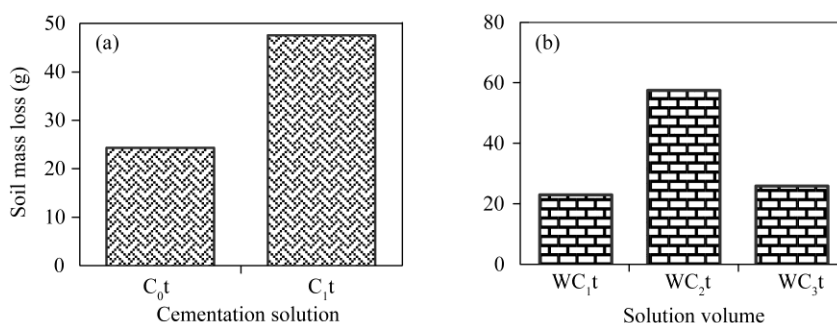 (a)
Soil mass loss (g)
50
40
30
20
10
0
C₀t
C₁t
Cementation solution
(b)
80
60
40
20
0
WC₁t
WC₂t
WC₃t
Solution volume